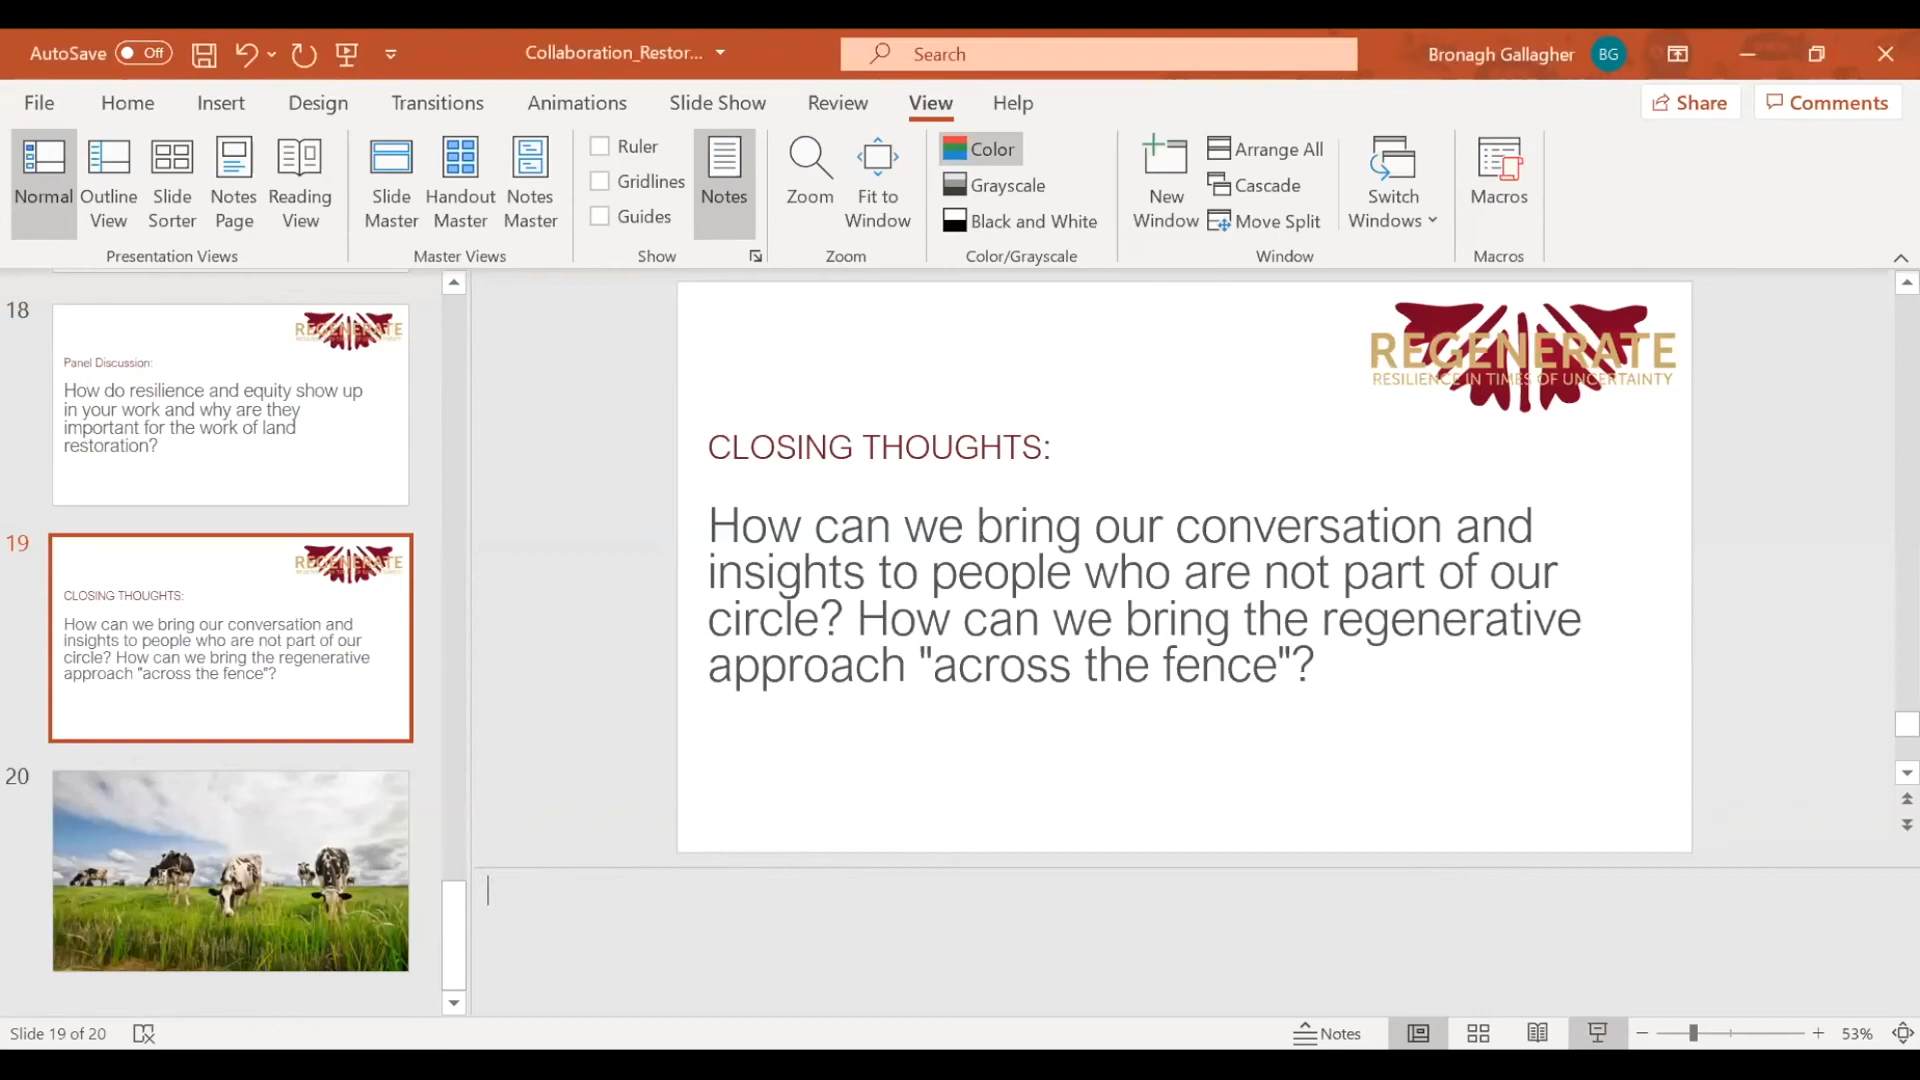 AutoSave Off Collaboration_Restor... Search Bronagh Gallagher BG
File Home Insert Design Transitions Animations Slide Show Review View Help Share Comments
Normal
Outline View
Slide Sorter
Notes Page
Reading View
Presentation Views
Slide Master
Handout Master
Notes Master
Master Views
Ruler
Gridlines
Guides
Notes
Show
Zoom
Fit to Window
Zoom
Color
Grayscale
Black and White
Color/Grayscale
New Window
Arrange All
Cascade
Move Split
Switch Windows
Window
Macros
Macros
18
REGENERATE
Panel Discussion:
How do resilience and equity show up
in your work and why are they
important for the work of land
restoration?
19
REGENERATE
CLOSING THOUGHTS:
How can we bring our conversation and
insights to people who are not part of our
circle? How can we bring the regenerative
approach "across the fence"?
20
REGENERATE
RESILIENCE IN TIMES OF UNCERTAINTY
CLOSING THOUGHTS:
How can we bring our conversation and
insights to people who are not part of our
circle? How can we bring the regenerative
approach "across the fence"?
Slide 19 of 20 Notes 53%